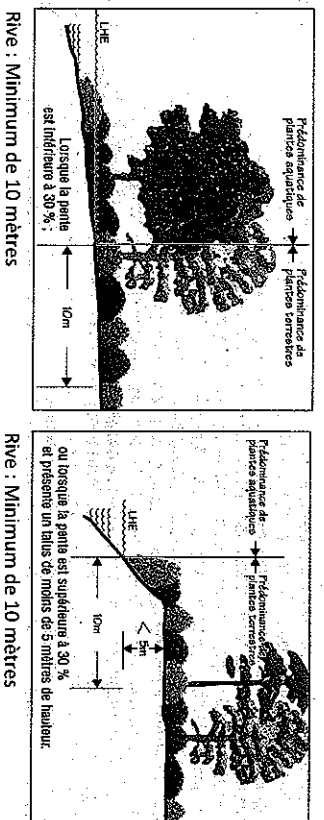 Prédominance de
plantes aquatiques
Prédominance de
plantes terrestres
LHE
Lorsque la pente
est inférieure à 30 % ;
10m
Rive : Minimum de 10 mètres
Prédominance de
plantes aquatiques
Prédominance de
plantes terrestres
LHE
< 5m
10m
ou lorsque la pente est supérieure à 30 %
et présente un talus de moins de 5 mètres de hauteur.
Rive : Minimum de 10 mètres